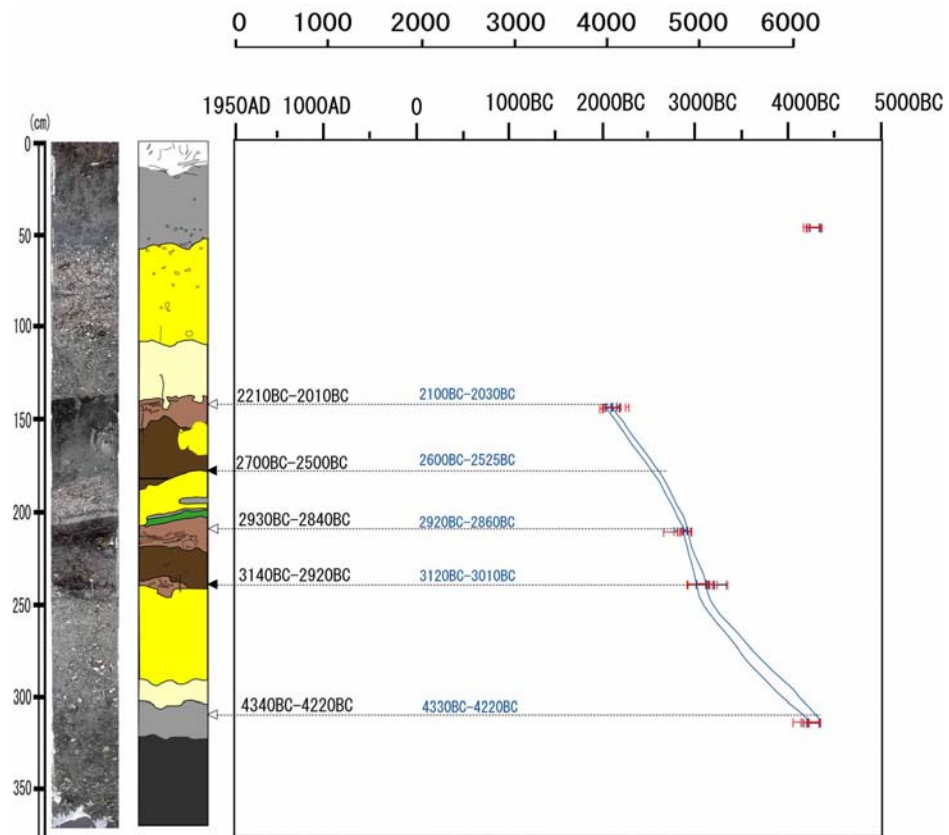 0 1000 2000 3000 4000 5000 6000
1950AD 1000AD 0 1000BC 2000BC 3000BC 4000BC 5000BC
(cm)
0
50
100
2210BC-2010BC 2100BC-2030BC
150
2700BC-2500BC 2600BC-2525BC
200
2930BC-2840BC 2920BC-2860BC
3140BC-2920BC 3120BC-3010BC
250
300
4340BC-4220BC 4330BC-4220BC
350